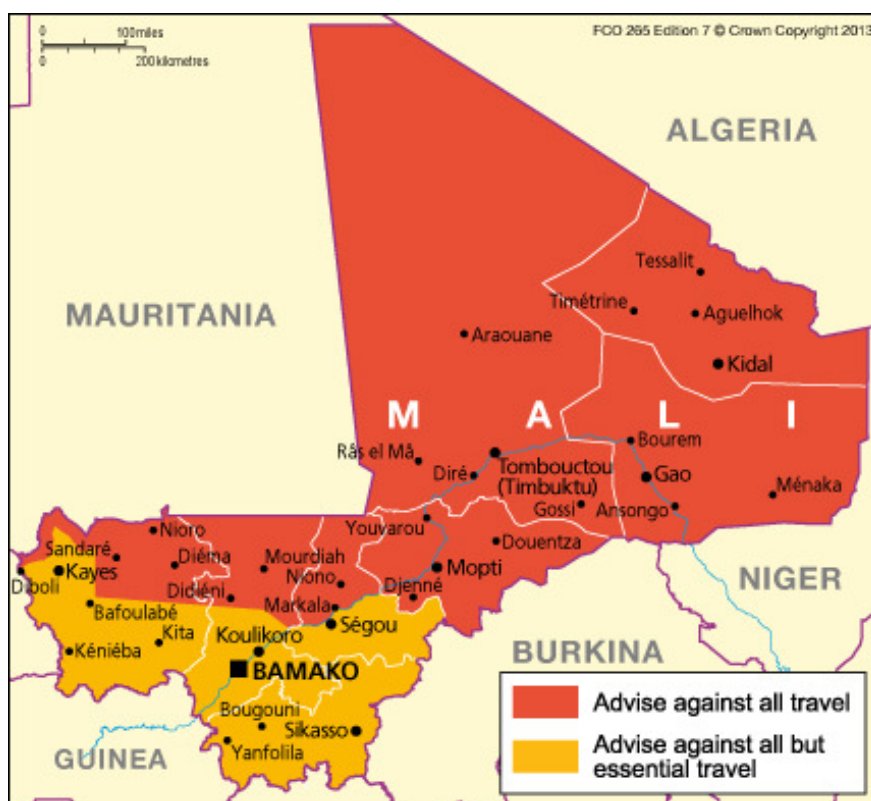 0 100miles
0 200kilometres
FCO 265 Edition 7 © Crown Copyright 2013
ALGERIA
MAURITANIA
Tessalit
Timétrine
Aguelhok
Araouane
Kidal
M A L I
Râs el Mâ
Bourem
Diré
Tombouctou
(Timbuktu)
Gao
Ménaka
Gossi
Ansongo
Youvarou
Nioro
Douentza
Sandaré
Diéma
Mourdiah
Kayes
Niono
Mopti
Diboli
Didiéni
Djenné
NIGER
Bafoulabé
Markala
Ségou
Kita
Koulikoro
Kéniéba
BAMAKO
BURKINA
Bougouni
Sikasso
Yanfolila
GUINEA
Advise against all travel
Advise against all but
essential travel